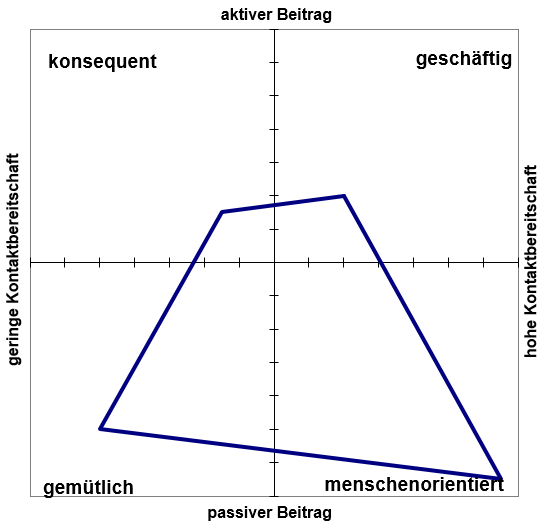 aktiver Beitrag
konsequent
geschäftig
geringe Kontaktbereitschaft
hohe Kontaktbereitschaft
gemütlich
menschenorientiert
passiver Beitrag